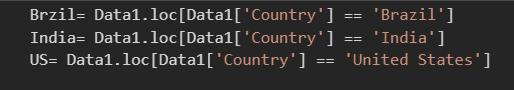 Brzil= Data1.loc[Data1['Country'] == 'Brazil']
India= Data1.loc[Data1['Country'] == 'India']
US= Data1.loc[Data1['Country'] == 'United States']